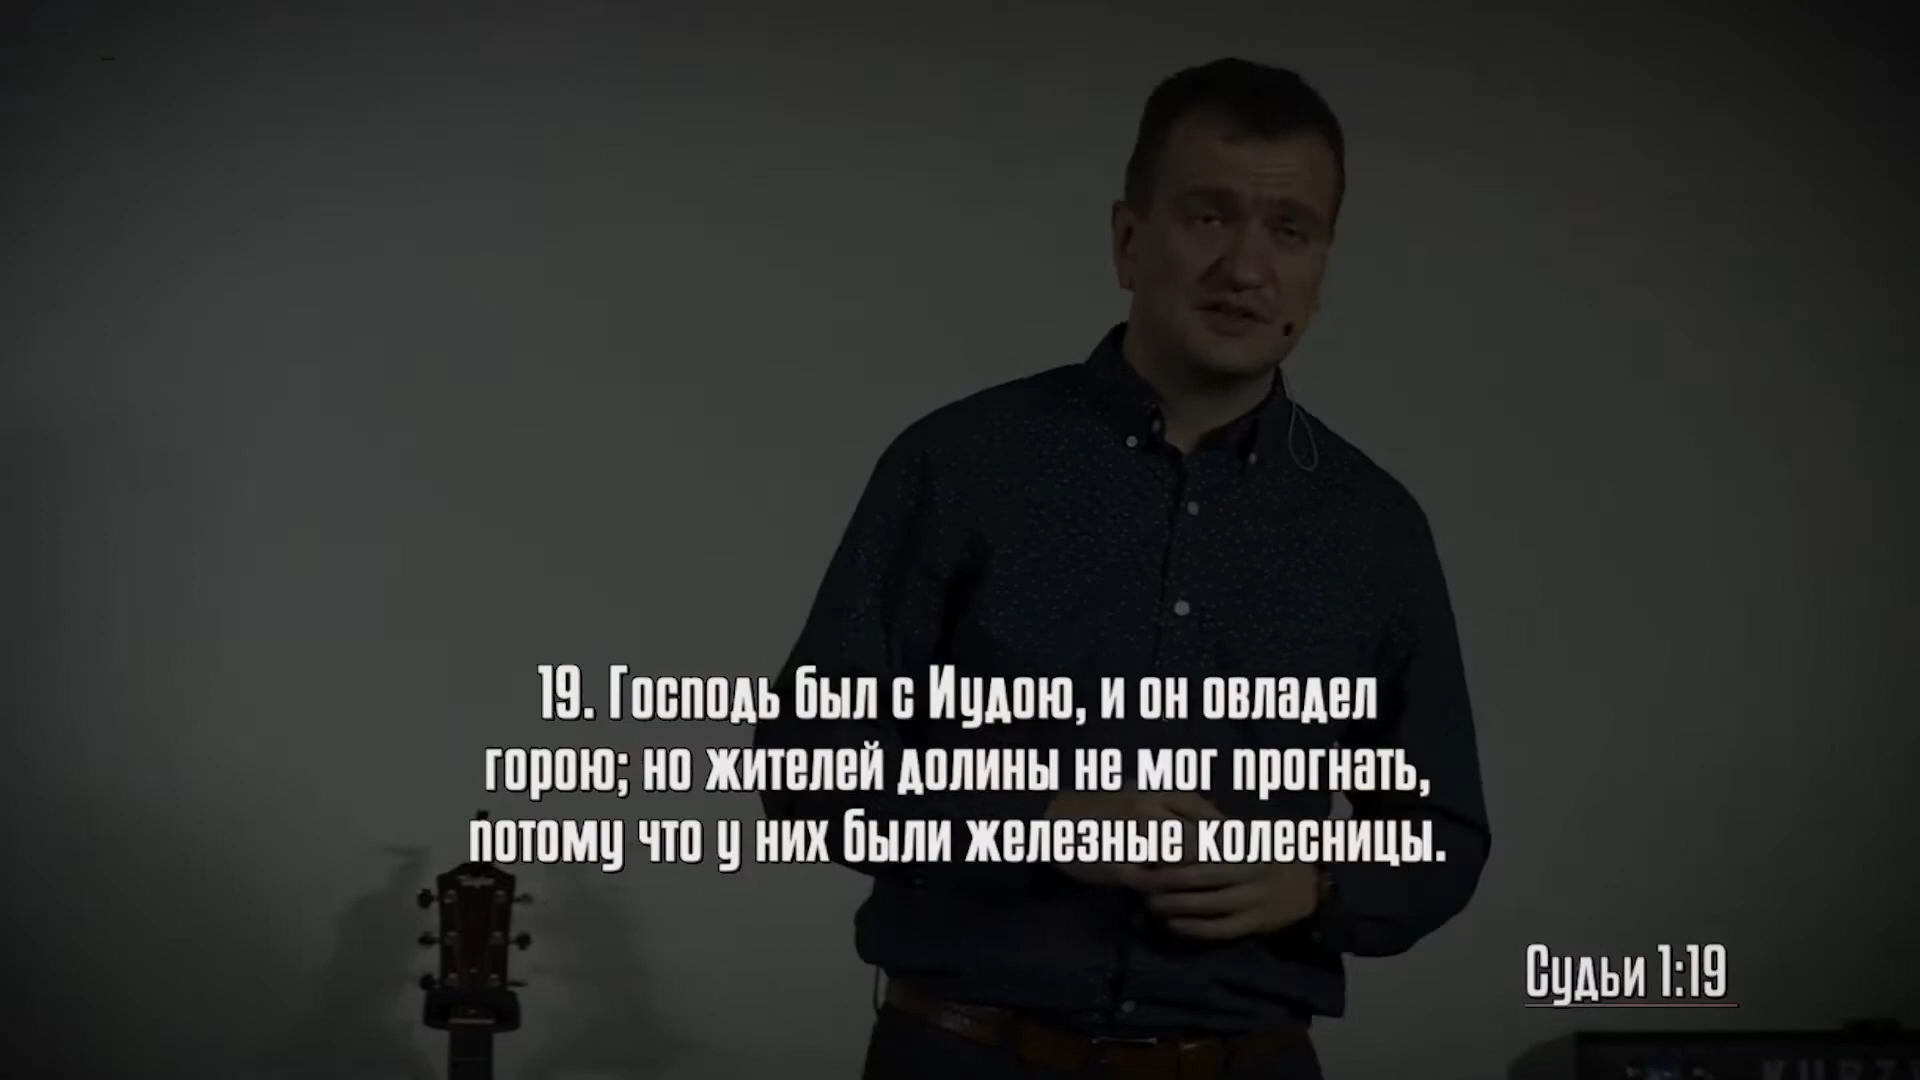 19. Господь был с Иудою, и он овладел
горою; но жителей долины не мог прогнать,
потому что у них были железные колесницы.
Судьи 1:19